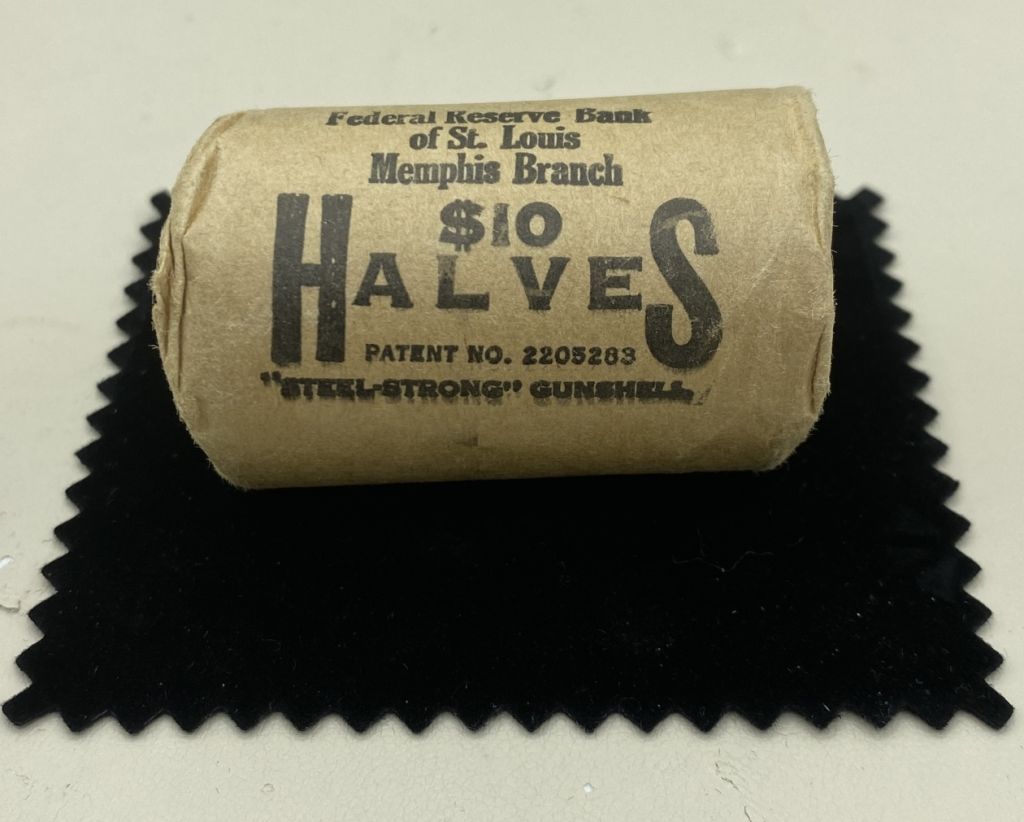 Federal Reserve Bank
of St. Louis
Memphis Branch
$10
HALVES
PATENT NO. 2205283
"STEEL-STRONG" GUNSHELL